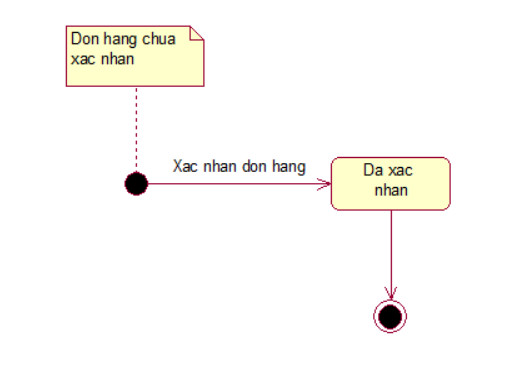 Don hang chua
xac nhan
Xac nhan don hang
Da xac
nhan